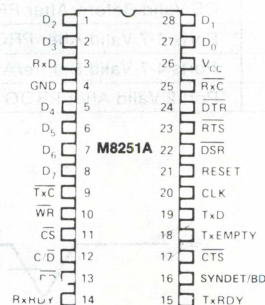 D2 1 28 D1
D3 2 27 D0
RxD 3 26 VCC
GND 4 25 RxC
D4 5 24 DTR
D5 6 23 RTS
D6 7 M8251A 22 DSR
D7 8 21 RESET
TxC 9 20 CLK
WR 10 19 TxD
CS 11 18 TxEMPTY
C/D 12 17 CTS
13 16 SYNDET/BD
RxRDY 14 15 TxRDY